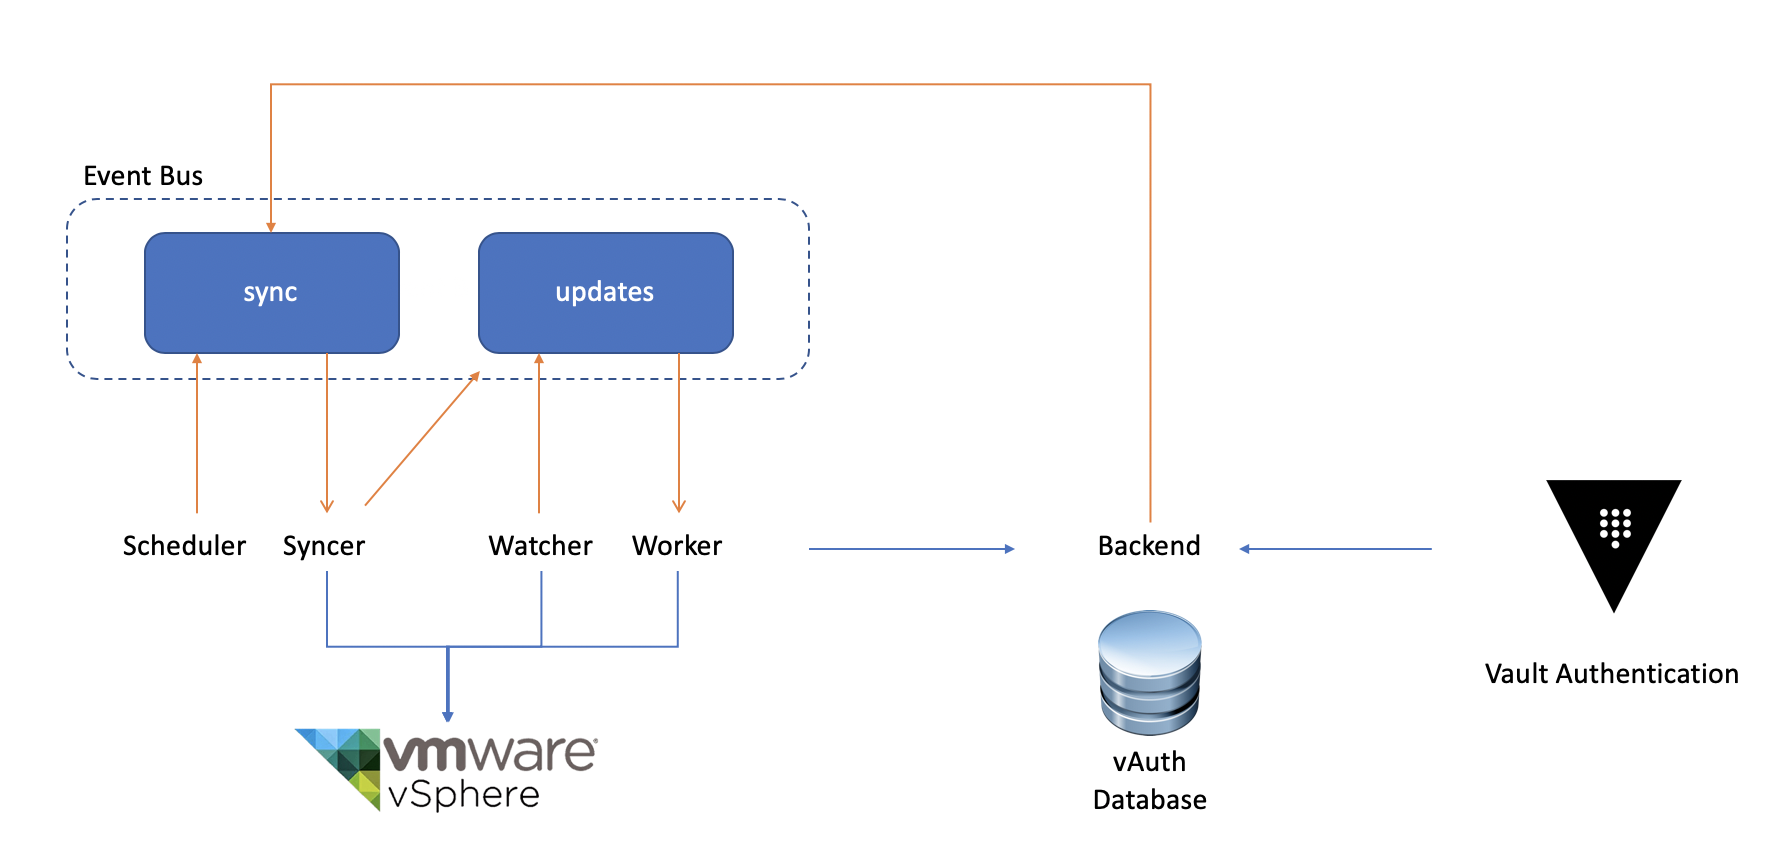 Event Bus
sync
updates
Scheduler
Syncer
Watcher
Worker
Backend
Vault Authentication
vmware®
vSphere
vAuth
Database